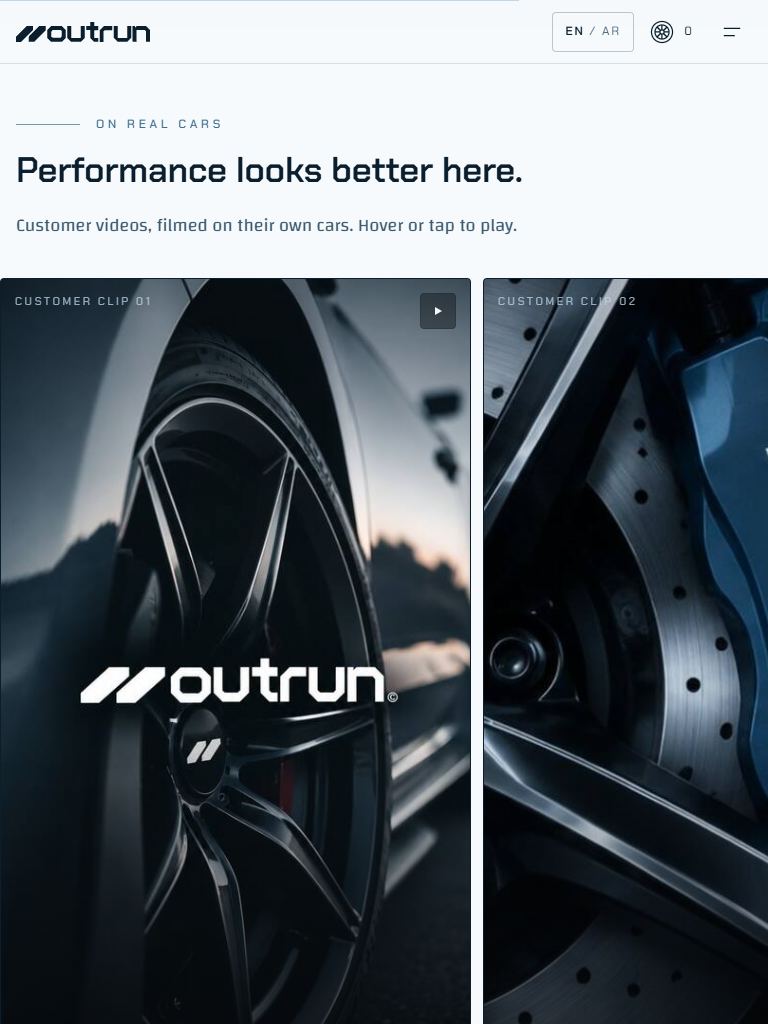 outrun
EN / AR
0
ON REAL CARS
Performance looks better here.
Customer videos, filmed on their own cars. Hover or tap to play.
CUSTOMER CLIP 01
CUSTOMER CLIP 02
outrun©